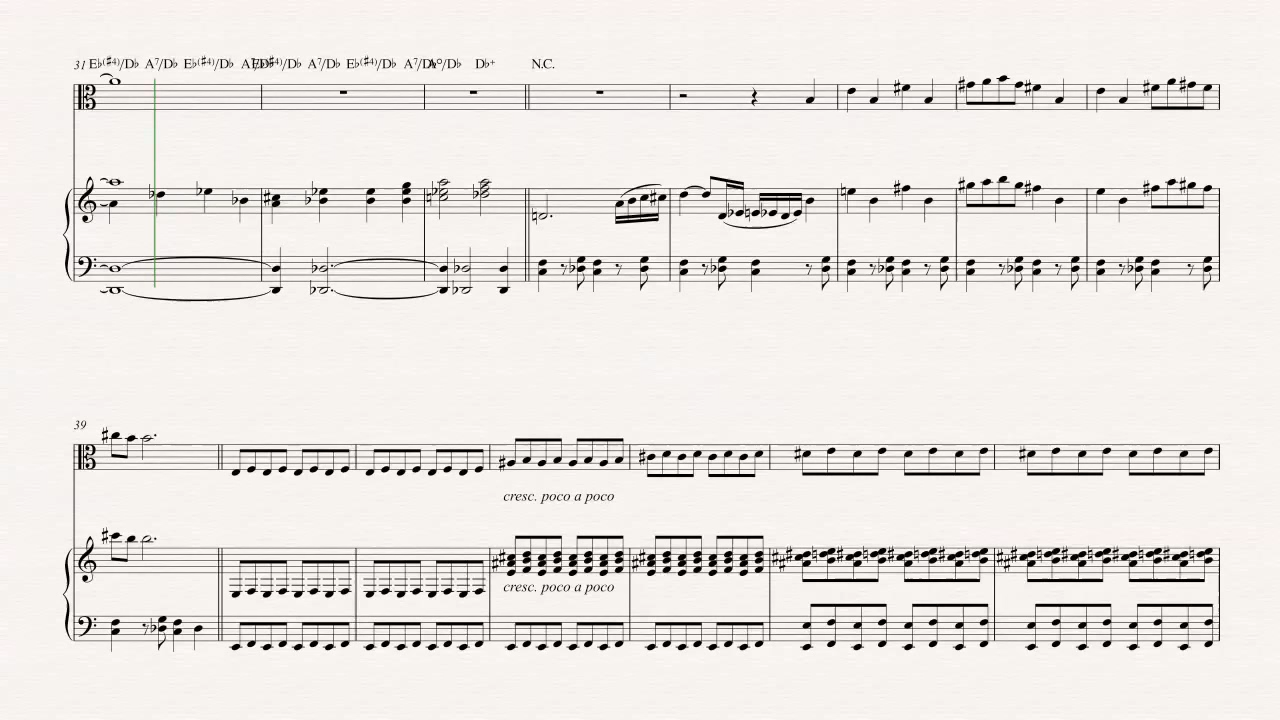 31 E♭(♯4)/D♭ A7/D♭ E♭(♯4)/D♭ A7/D♭ E♭(♯4)/D♭ A7/D♭ E♭(♯4)/D♭ A7/D♭ D♭+ N.C.
39
cresc. poco a poco
cresc. poco a poco